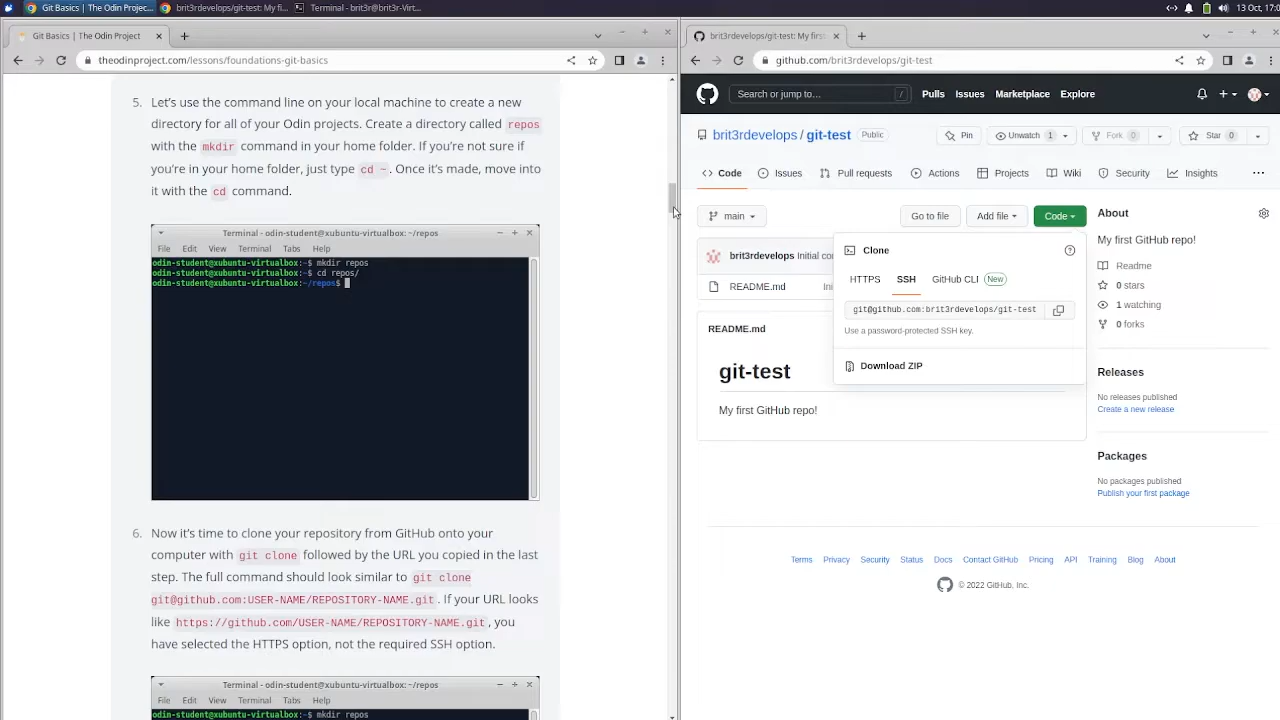 Git Basics | The Odin Project...
brit3rdevelops/git-test: My fi...
Terminal - brit3r@brit3r-Virt...
13 Oct, 17:0
Git Basics | The Odin Project
theodinproject.com/lessons/foundations-git-basics
5. Let's use the command line on your local machine to create a new
directory for all of your Odin projects. Create a directory called repos
with the mkdir command in your home folder. If you're not sure if
you're in your home folder, just type cd ~. Once it's made, move into
it with the cd command.
Terminal - odin-student@xubuntu-virtualbox: ~/repos
File Edit View Terminal Tabs Help
odin-student@xubuntu-virtualbox:~$ mkdir repos
odin-student@xubuntu-virtualbox:~$ cd repos/
odin-student@xubuntu-virtualbox:~/repos$
6. Now it's time to clone your repository from GitHub onto your
computer with git clone followed by the URL you copied in the last
step. The full command should look similar to git clone
git@github.com:USER-NAME/REPOSITORY-NAME.git. If your URL looks
like https://github.com/USER-NAME/REPOSITORY-NAME.git, you
have selected the HTTPS option, not the required SSH option.
Terminal - odin-student@xubuntu-virtualbox: ~/repos
File Edit View Terminal Tabs Help
odin-student@xubuntu-virtualbox:~$ mkdir repos
brit3rdevelops/git-test: My firs
github.com/brit3rdevelops/git-test
Search or jump to... /
Pulls Issues Marketplace Explore
brit3rdevelops / git-test Public
Pin Unwatch 1 Fork 0 Star 0
Code Issues Pull requests Actions Projects Wiki Security Insights
main Go to file Add file Code
brit3rdevelops Initial com
README.md Ini
Clone
HTTPS SSH GitHub CLI New
git@github.com:brit3rdevelops/git-test
Use a password-protected SSH key.
Download ZIP
README.md
git-test
My first GitHub repo!
About
My first GitHub repo!
Readme
0 stars
1 watching
0 forks
Releases
No releases published
Create a new release
Packages
No packages published
Publish your first package
Terms Privacy Security Status Docs Contact GitHub Pricing API Training Blog About
© 2022 GitHub, Inc.